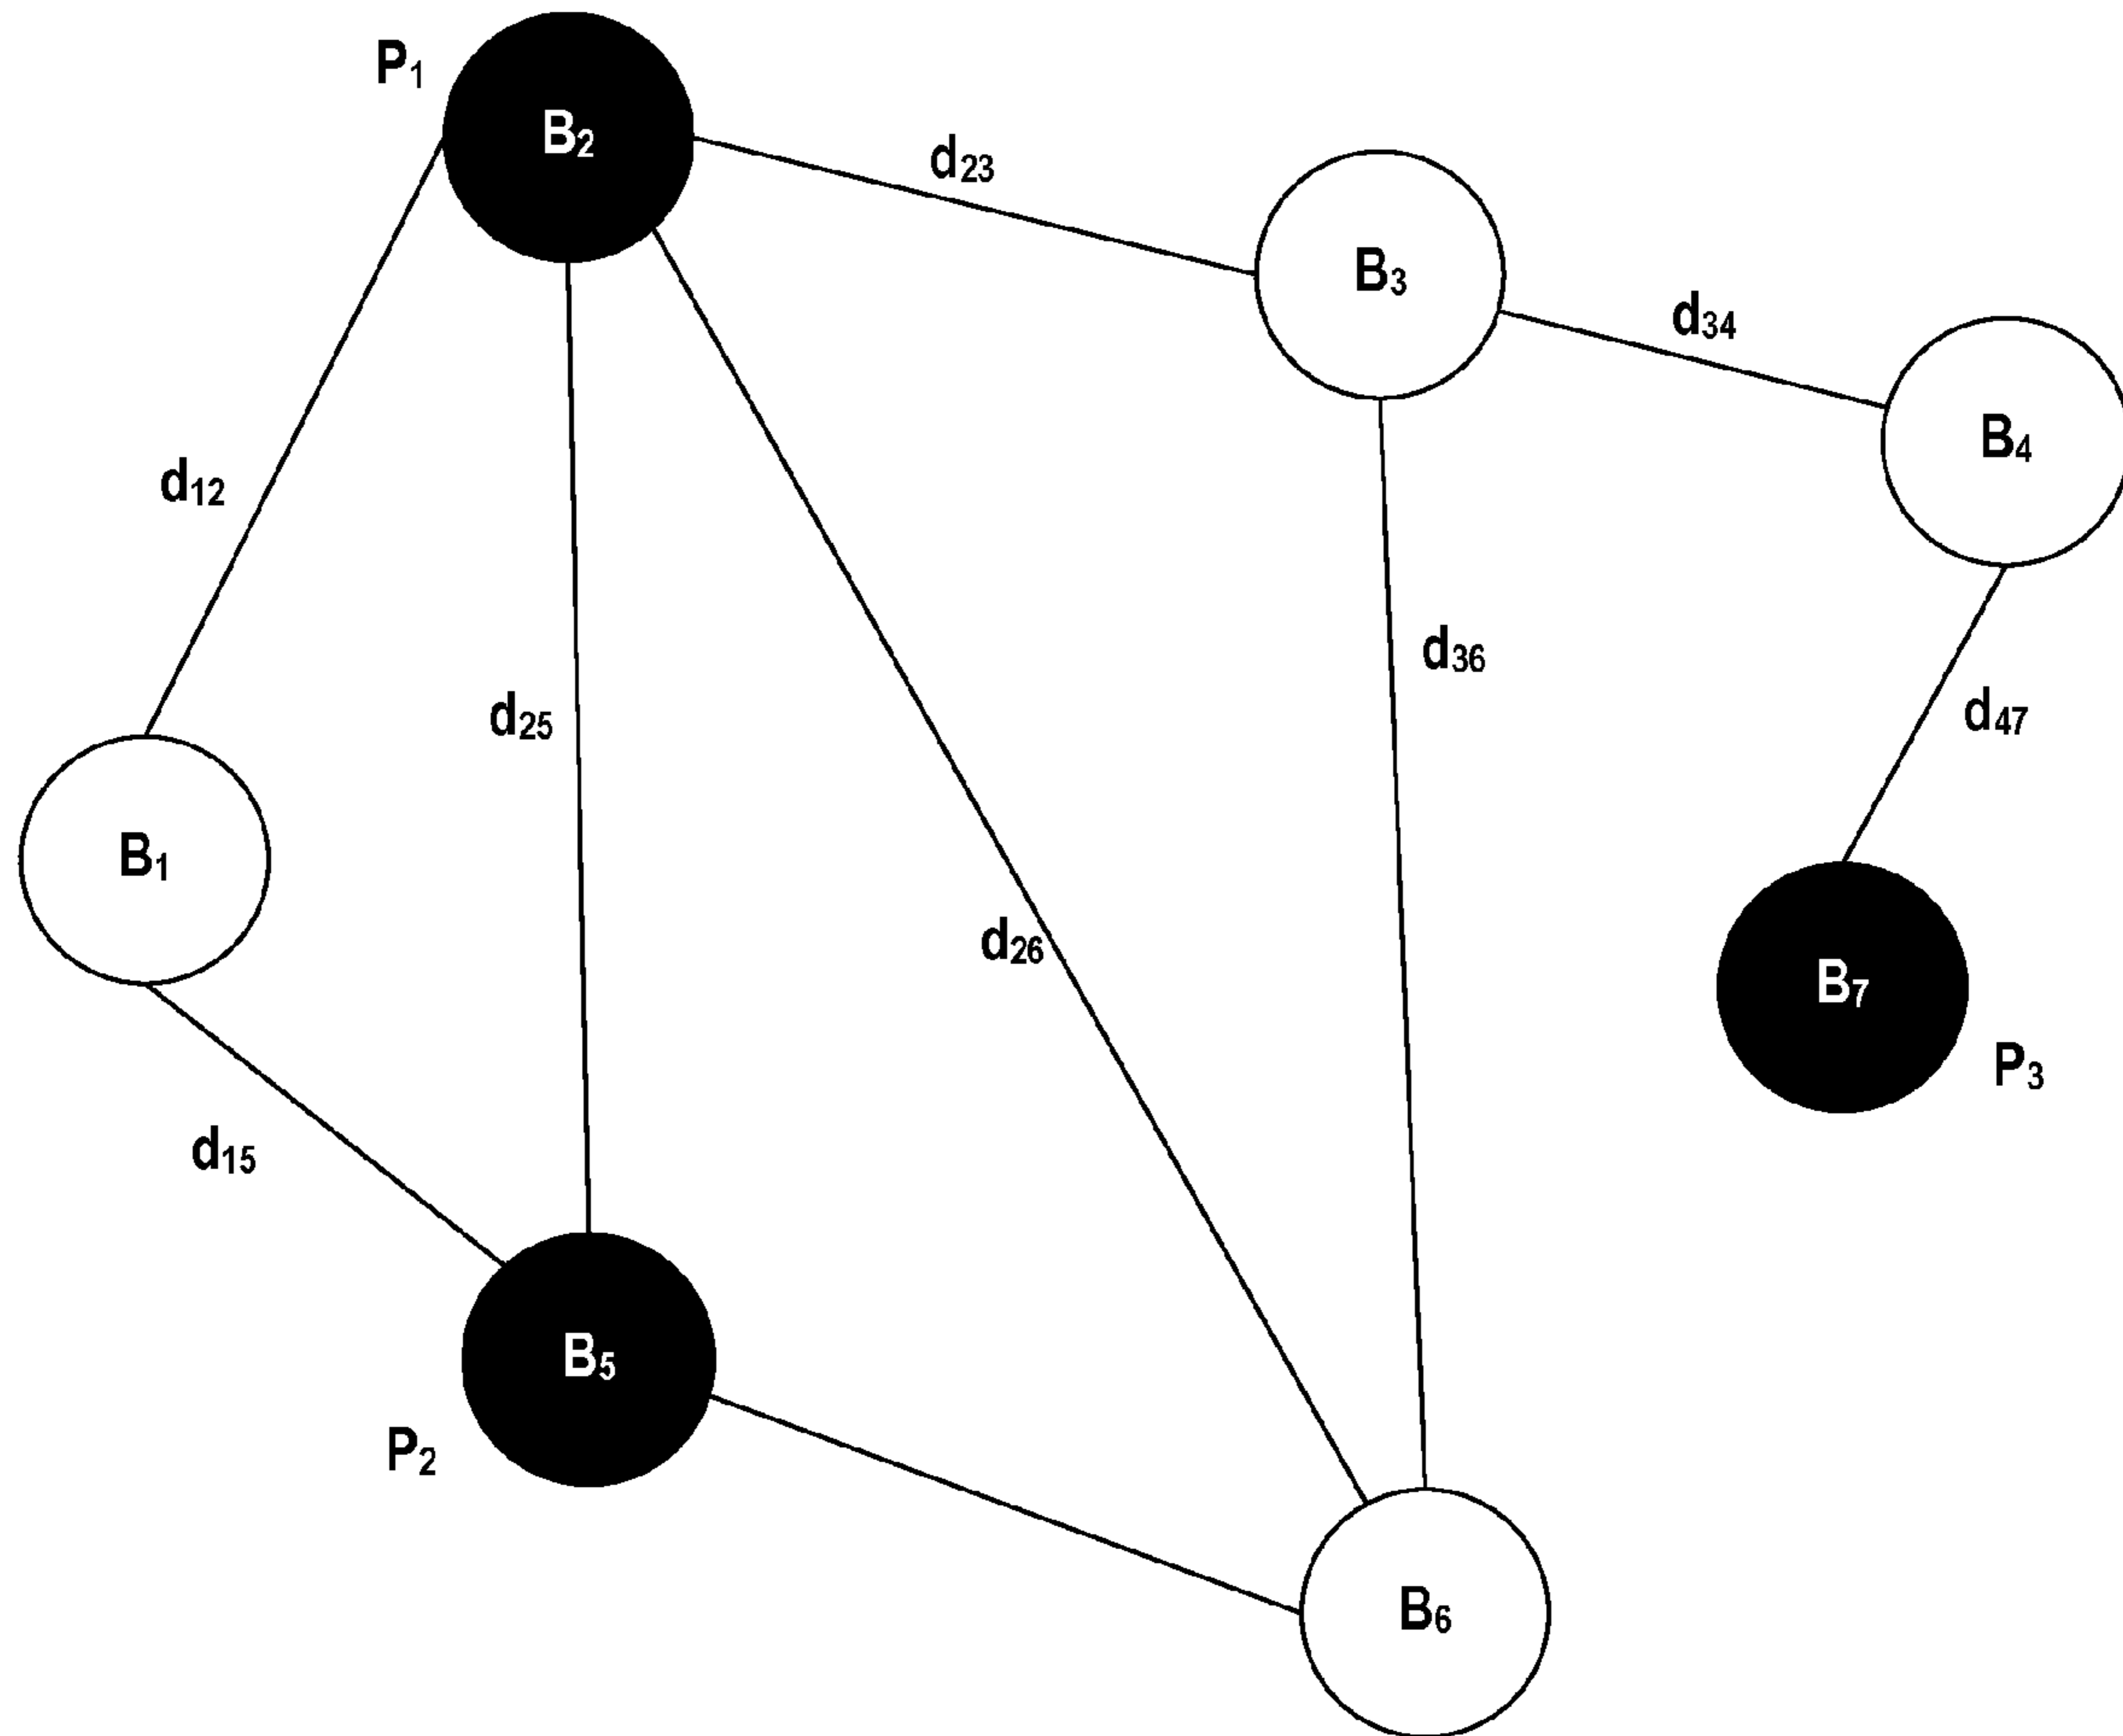 P₁
B₂
d₂₃
B₃
d₃₄
B₄
d₁₂
d₃₆
d₂₅
d₄₇
B₁
d₂₆
B₇
P₃
d₁₅
B₅
P₂
B₆